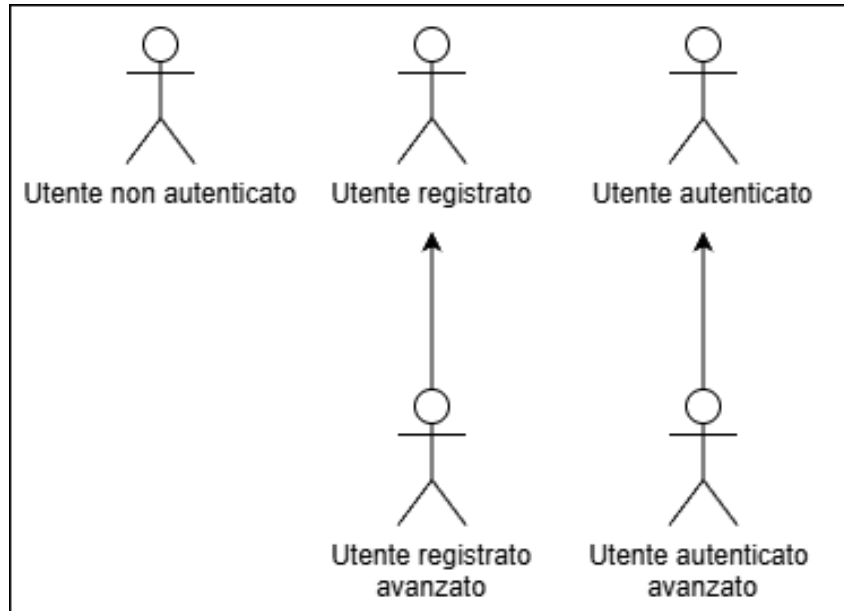 Utente non autenticato
Utente registrato
Utente autenticato
Utente registrato
avanzato
Utente autenticato
avanzato